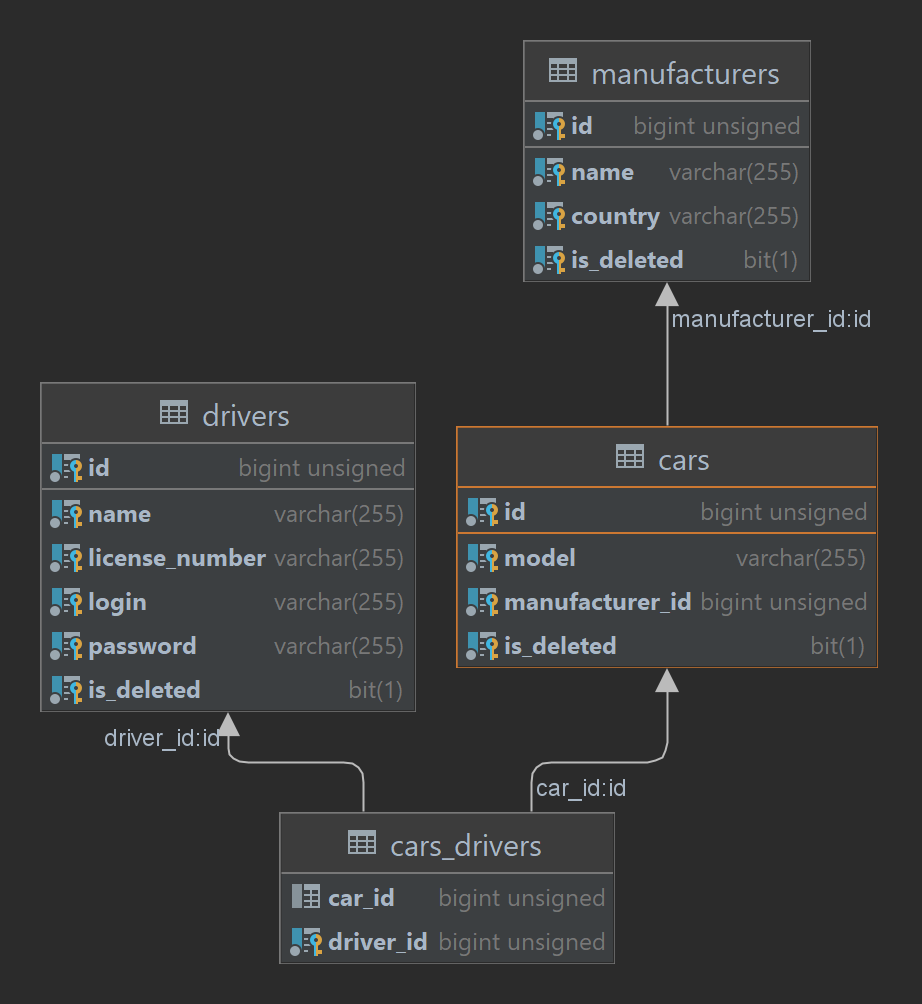 manufacturers
id bigint unsigned
name varchar(255)
country varchar(255)
is_deleted bit(1)
manufacturer_id:id
drivers
id bigint unsigned
name varchar(255)
license_number varchar(255)
login varchar(255)
password varchar(255)
is_deleted bit(1)
cars
id bigint unsigned
model varchar(255)
manufacturer_id bigint unsigned
is_deleted bit(1)
driver_id:id
car_id:id
cars_drivers
car_id bigint unsigned
driver_id bigint unsigned